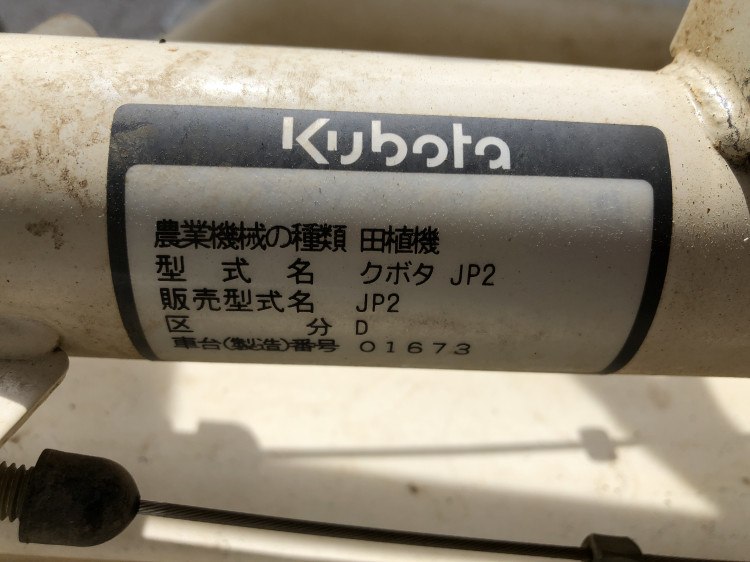 Kubota
農業機械の種類 田植機
型式名 クボタ JP2
販売型式名 JP2
区分 D
車台(製造)番号 01673